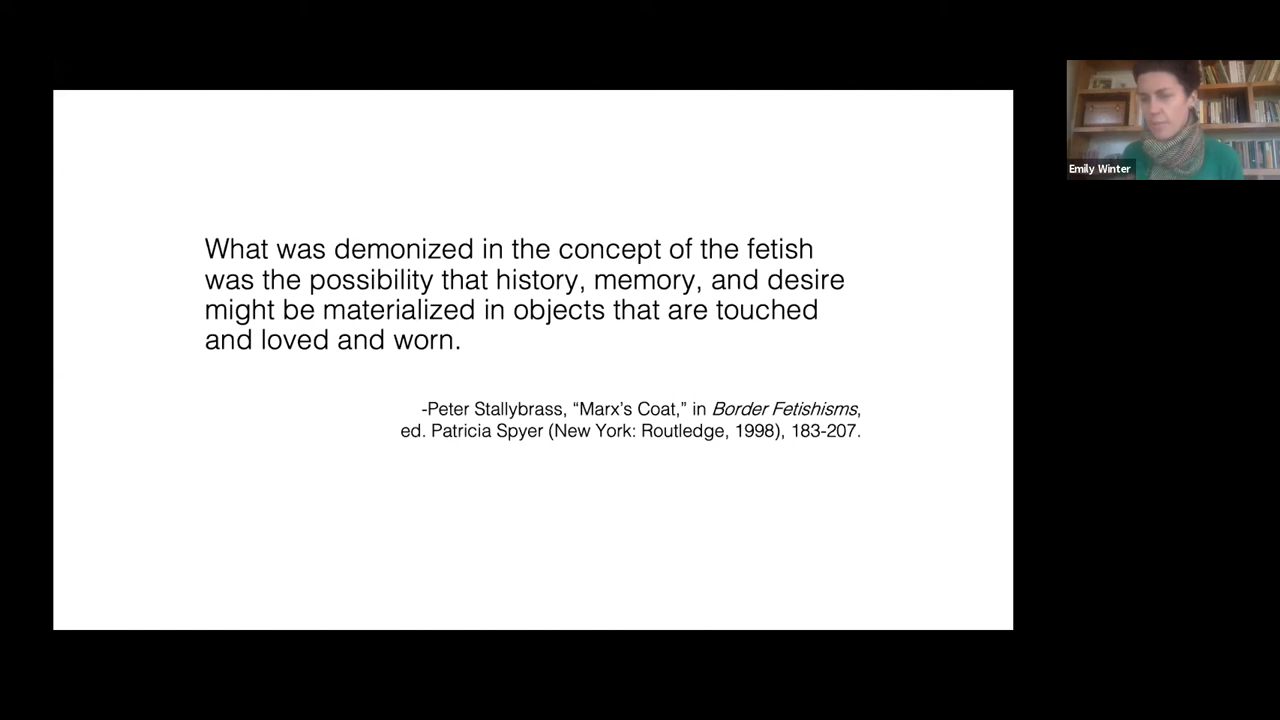 What was demonized in the concept of the fetish
was the possibility that history, memory, and desire
might be materialized in objects that are touched
and loved and worn.
-Peter Stallybrass, “Marx’s Coat,” in Border Fetishisms,
ed. Patricia Spyer (New York: Routledge, 1998), 183-207.
Emily Winter